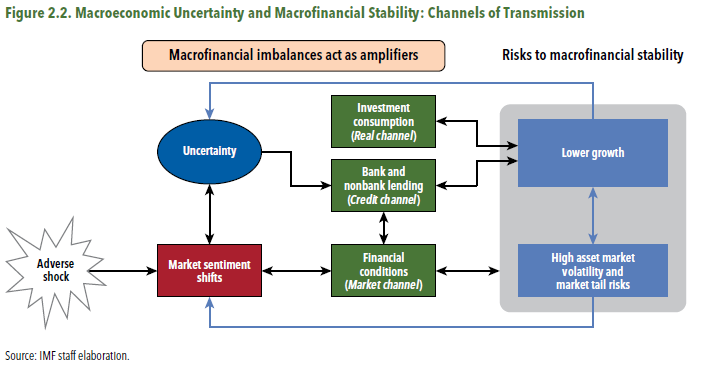 Figure 2.2. Macroeconomic Uncertainty and Macrofinancial Stability: Channels of Transmission
Macrofinancial imbalances act as amplifiers
Risks to macrofinancial stability
Investment
consumption
(Real channel)
Uncertainty
Lower growth
Bank and
nonbank lending
(Credit channel)
Adverse
shock
Market sentiment
shifts
Financial
conditions
(Market channel)
High asset market
volatility and
market tail risks
Source: IMF staff elaboration.